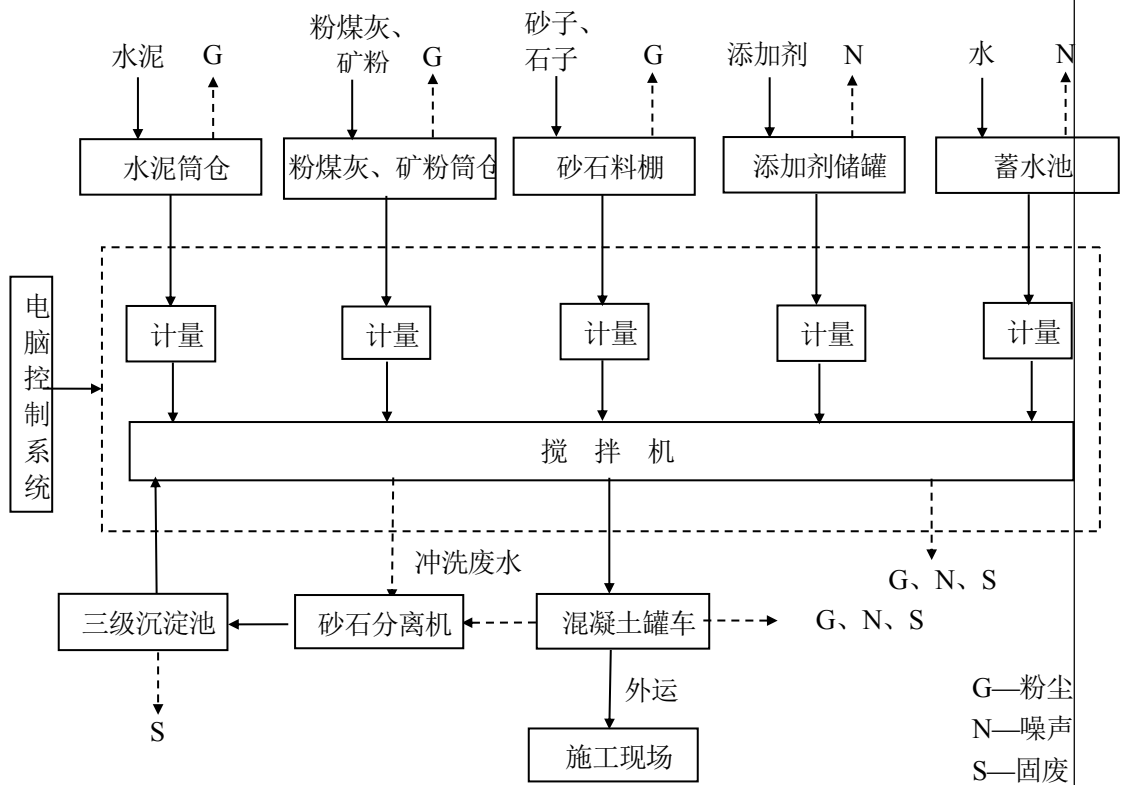 水泥
G
粉煤灰、
矿粉
G
砂子、
石子
G
添加剂
N
水
N
水泥筒仓
粉煤灰、矿粉筒仓
砂石料棚
添加剂储罐
蓄水池
电脑控制系统
计量
计量
计量
计量
计量
搅 拌 机
冲洗废水
G、N、S
三级沉淀池
砂石分离机
混凝土罐车
G、N、S
S
外运
施工现场
G—粉尘
N—噪声
S—固废